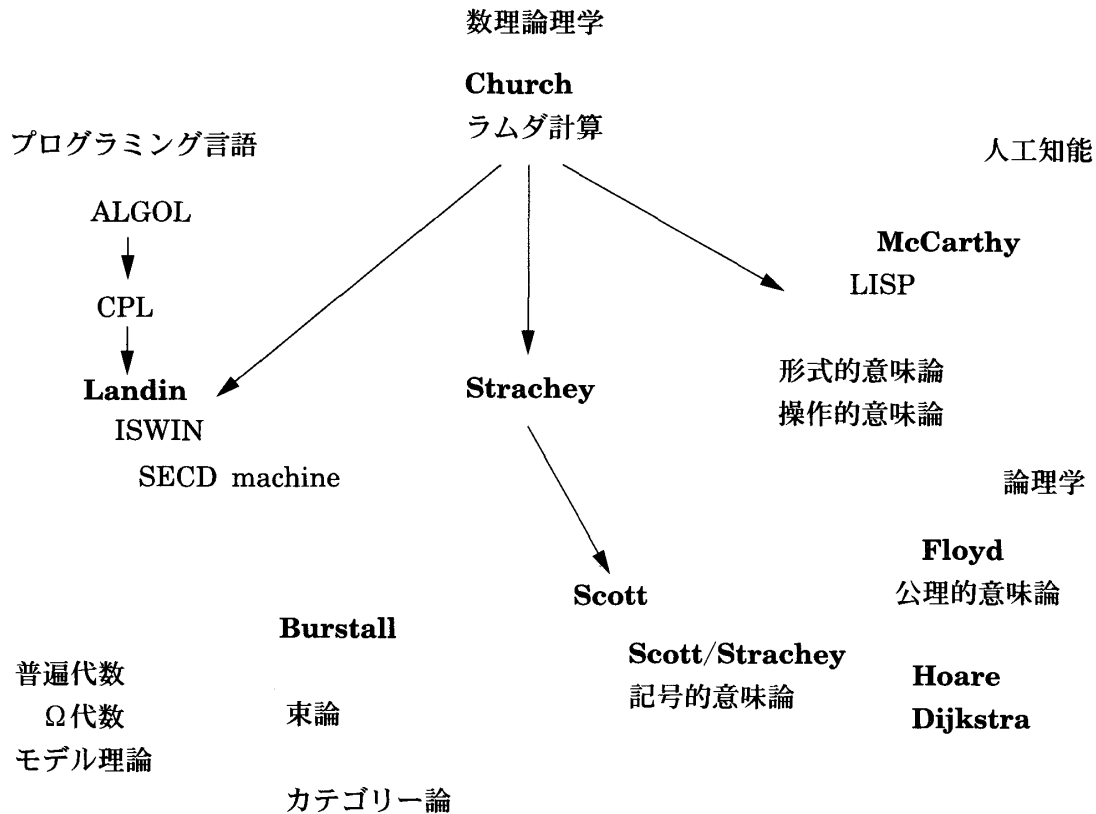 数理論理学
Church
ラムダ計算
プログラミング言語
人工知能
ALGOL
McCarthy
LISP
CPL
Landin
ISWIN
SECD machine
Strachey
形式的意味論
操作的意味論
論理学
Floyd
公理的意味論
Scott
Burstall
Scott/Strachey
記号的意味論
Hoare
Dijkstra
普遍代数
Ω代数
モデル理論
束論
カテゴリー論